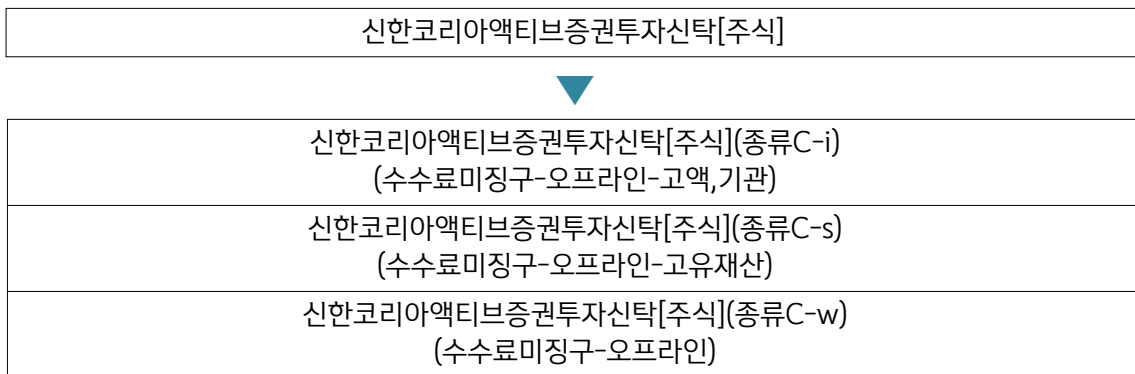 신한코리아액티브증권투자신탁[주식]
신한코리아액티브증권투자신탁[주식](종류C-i)
(수수료미징구-오프라인-고액,기관)
신한코리아액티브증권투자신탁[주식](종류C-s)
(수수료미징구-오프라인-고유재산)
신한코리아액티브증권투자신탁[주식](종류C-w)
(수수료미징구-오프라인)